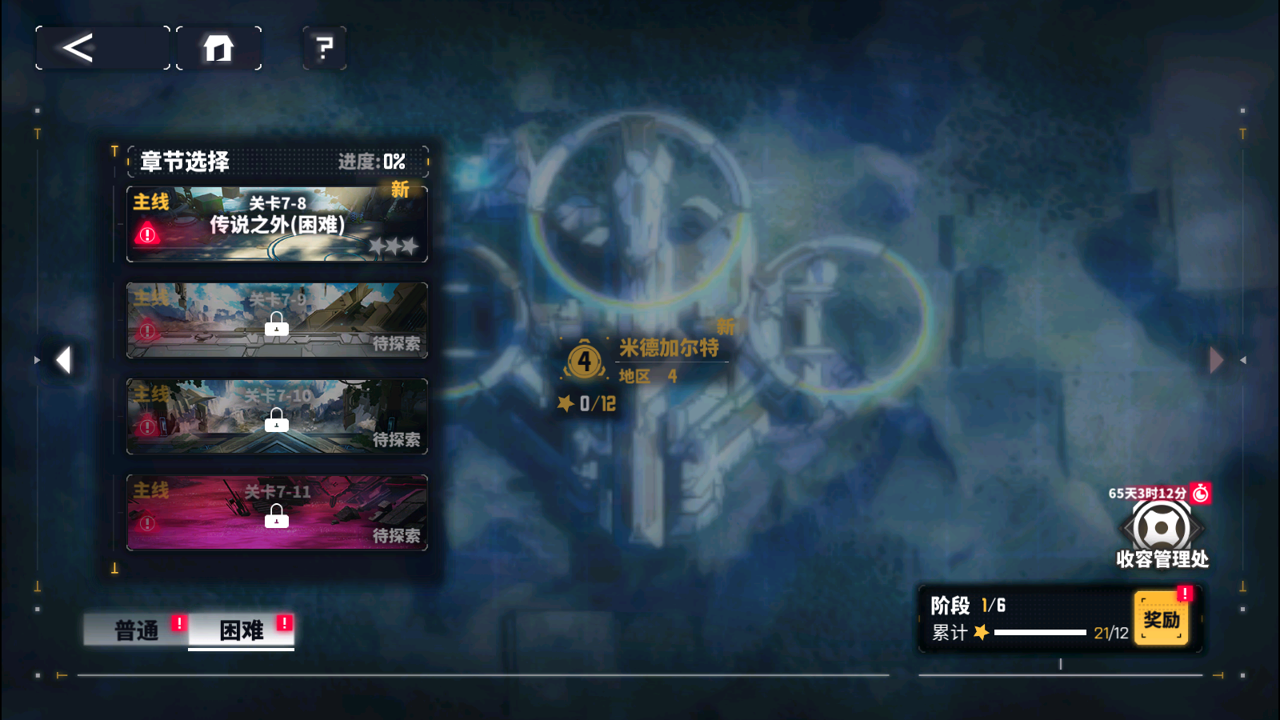 ?
章节选择
进度:0%
主线
关卡7-8
新
传说之外(困难)
主线
关卡7-9
待探索
主线
关卡7-10
待探索
主线
关卡7-11
待探索
新
4
米德加尔特
地区 4
0/12
65天3时12分
收容管理处
普通
!
困难
!
阶段 1/6
累计
21/12
奖励
!